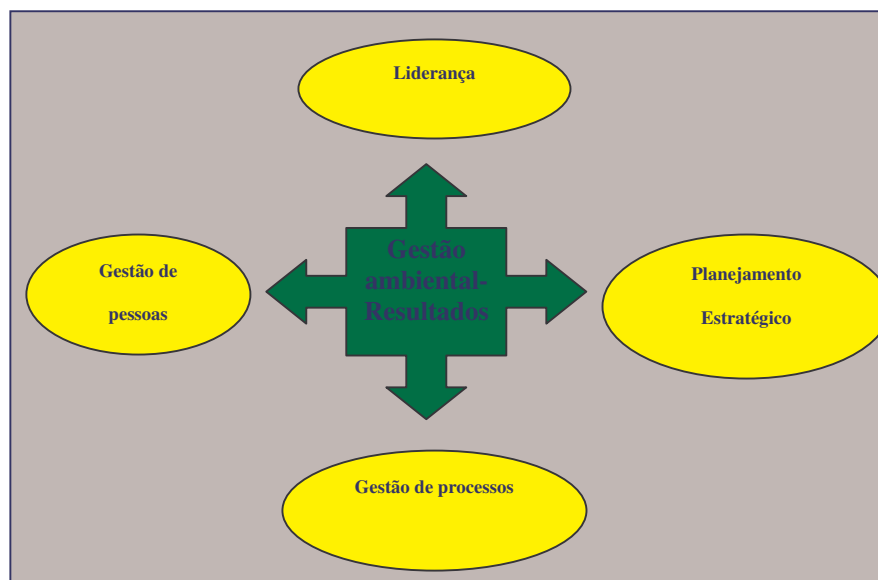 Liderança
Gestão de
pessoas
Gestão
ambiental-
Resultados
Planejamento
Estratégico
Gestão de processos